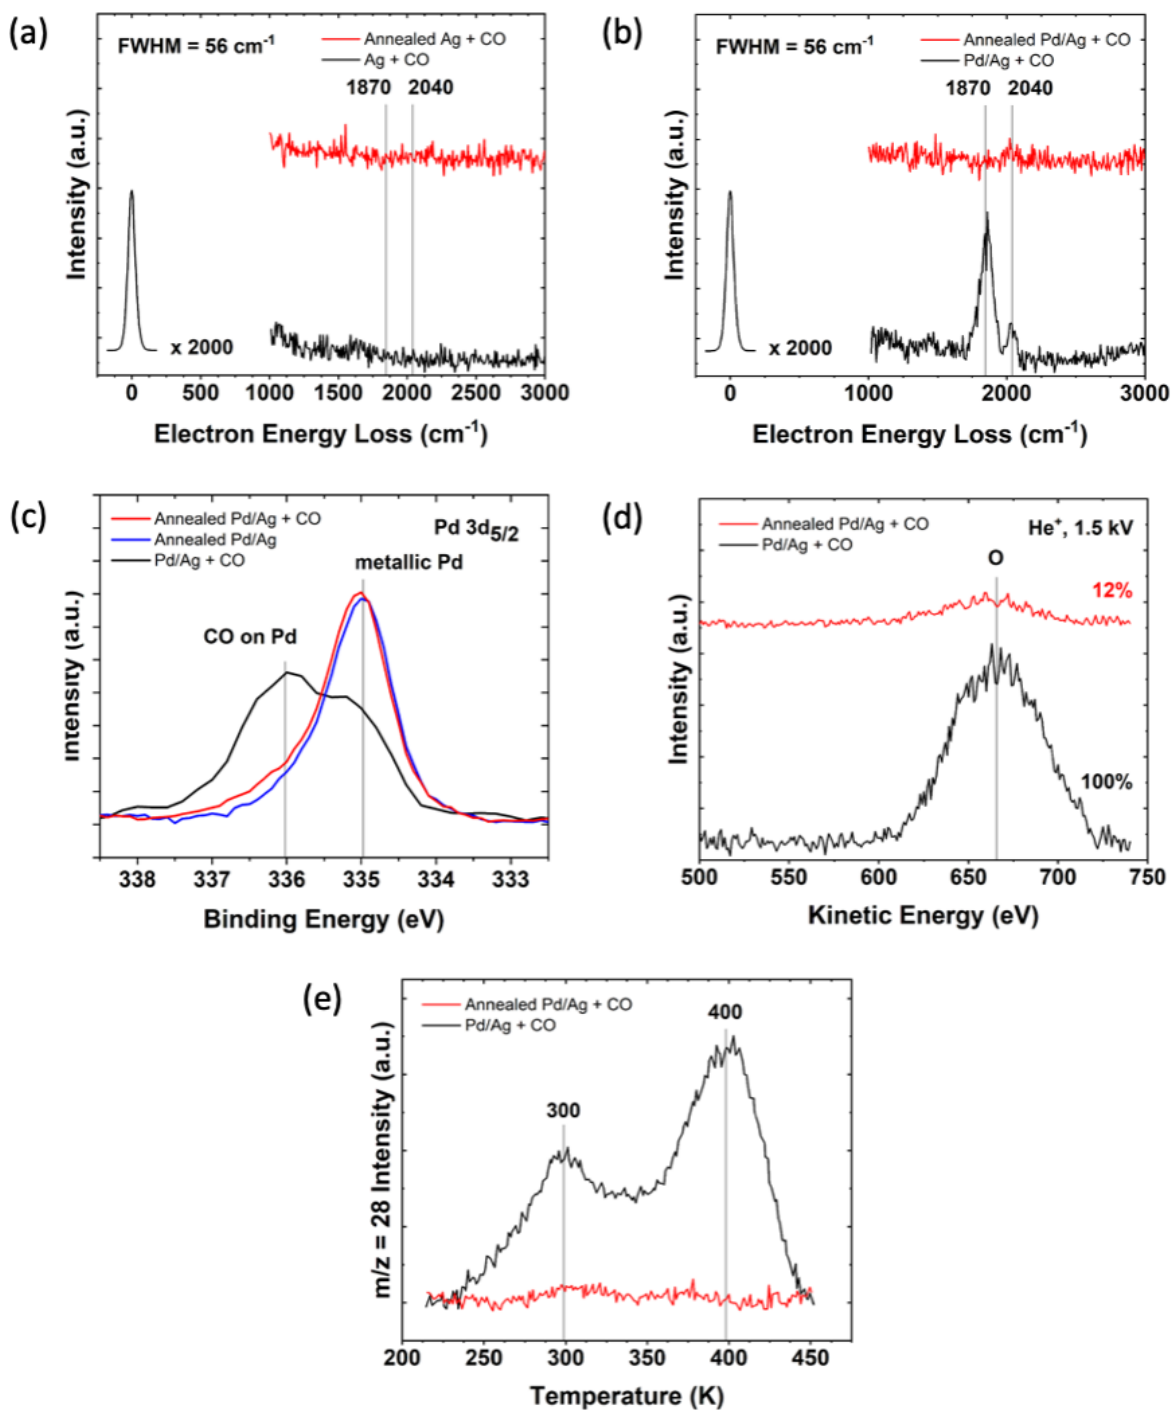 (a)
FWHM = 56 cm⁻¹
Annealed Ag + CO
Ag + CO
1870
2040
x 2000
Intensity (a.u.)
0 500 1000 1500 2000 2500 3000
Electron Energy Loss (cm⁻¹)
(b)
FWHM = 56 cm⁻¹
Annealed Pd/Ag + CO
Pd/Ag + CO
1870
2040
x 2000
Intensity (a.u.)
0 1000 2000 3000
Electron Energy Loss (cm⁻¹)
(c)
Annealed Pd/Ag + CO
Annealed Pd/Ag
Pd/Ag + CO
Pd 3d₅/₂
metallic Pd
CO on Pd
Intensity (a.u.)
338 337 336 335 334 333
Binding Energy (eV)
(d)
Annealed Pd/Ag + CO
Pd/Ag + CO
He⁺, 1.5 kV
O
12%
100%
Intensity (a.u.)
500 550 600 650 700 750
Kinetic Energy (eV)
(e)
Annealed Pd/Ag + CO
Pd/Ag + CO
400
300
m/z = 28 Intensity (a.u.)
200 250 300 350 400 450
Temperature (K)